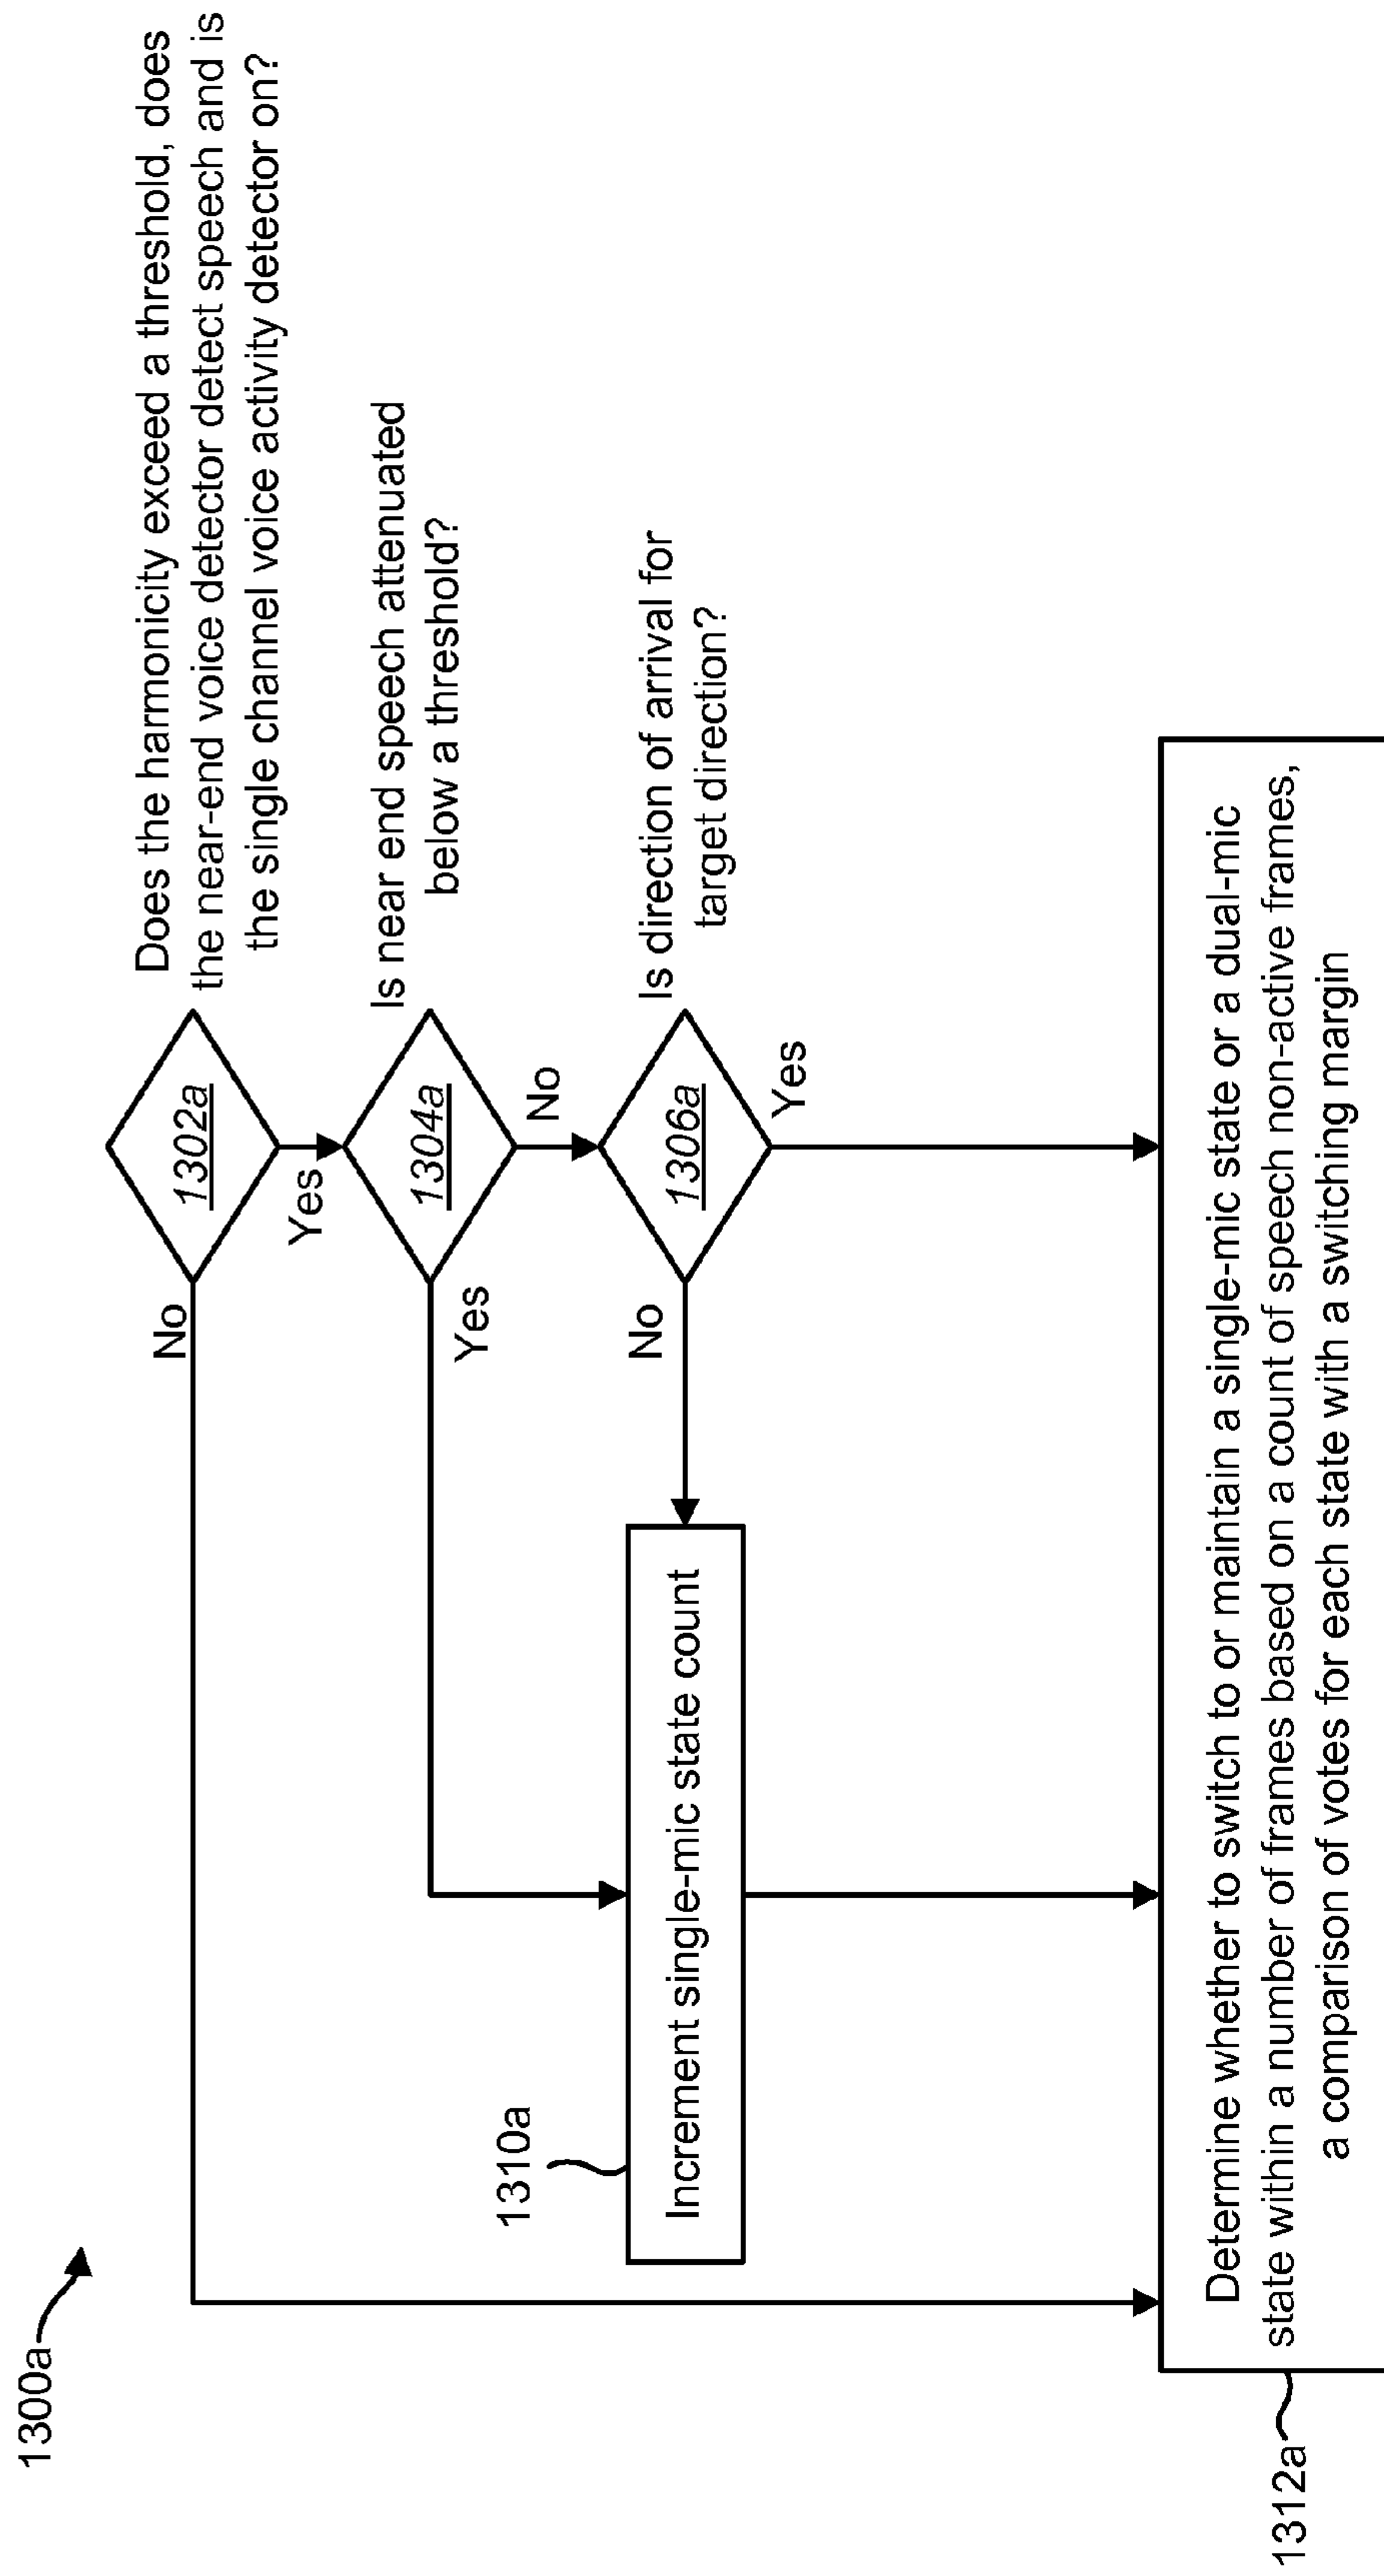 1300a
Does the harmonicity exceed a threshold, does
the near-end voice detector detect speech and is
the single channel voice activity detector on?
1302a
No
Yes
Is near end speech attenuated
below a threshold?
1304a
Yes
No
Is direction of arrival for
target direction?
1306a
No
Yes
1310a
Increment single-mic state count
Determine whether to switch to or maintain a single-mic state or a dual-mic
state within a number of frames based on a count of speech non-active frames,
a comparison of votes for each state with a switching margin
1312a